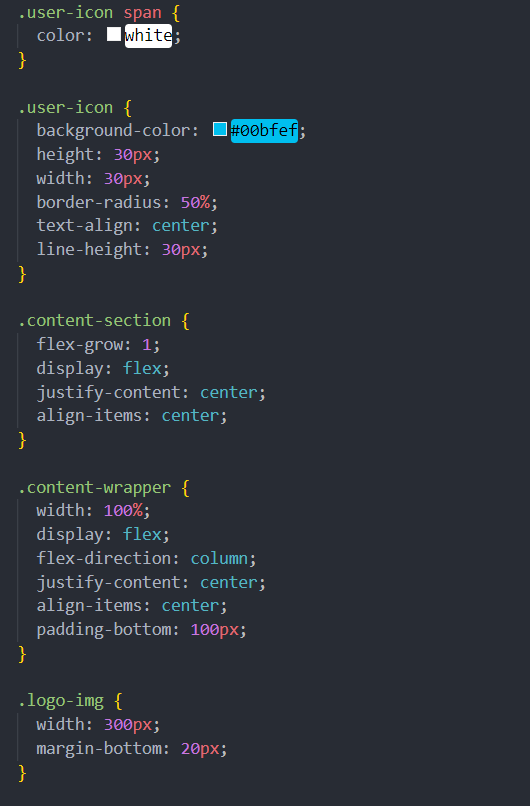 .user-icon span {
  color: white;
}

.user-icon {
  background-color: #00bfef;
  height: 30px;
  width: 30px;
  border-radius: 50%;
  text-align: center;
  line-height: 30px;
}

.content-section {
  flex-grow: 1;
  display: flex;
  justify-content: center;
  align-items: center;
}

.content-wrapper {
  width: 100%;
  display: flex;
  flex-direction: column;
  justify-content: center;
  align-items: center;
  padding-bottom: 100px;
}

.logo-img {
  width: 300px;
  margin-bottom: 20px;
}